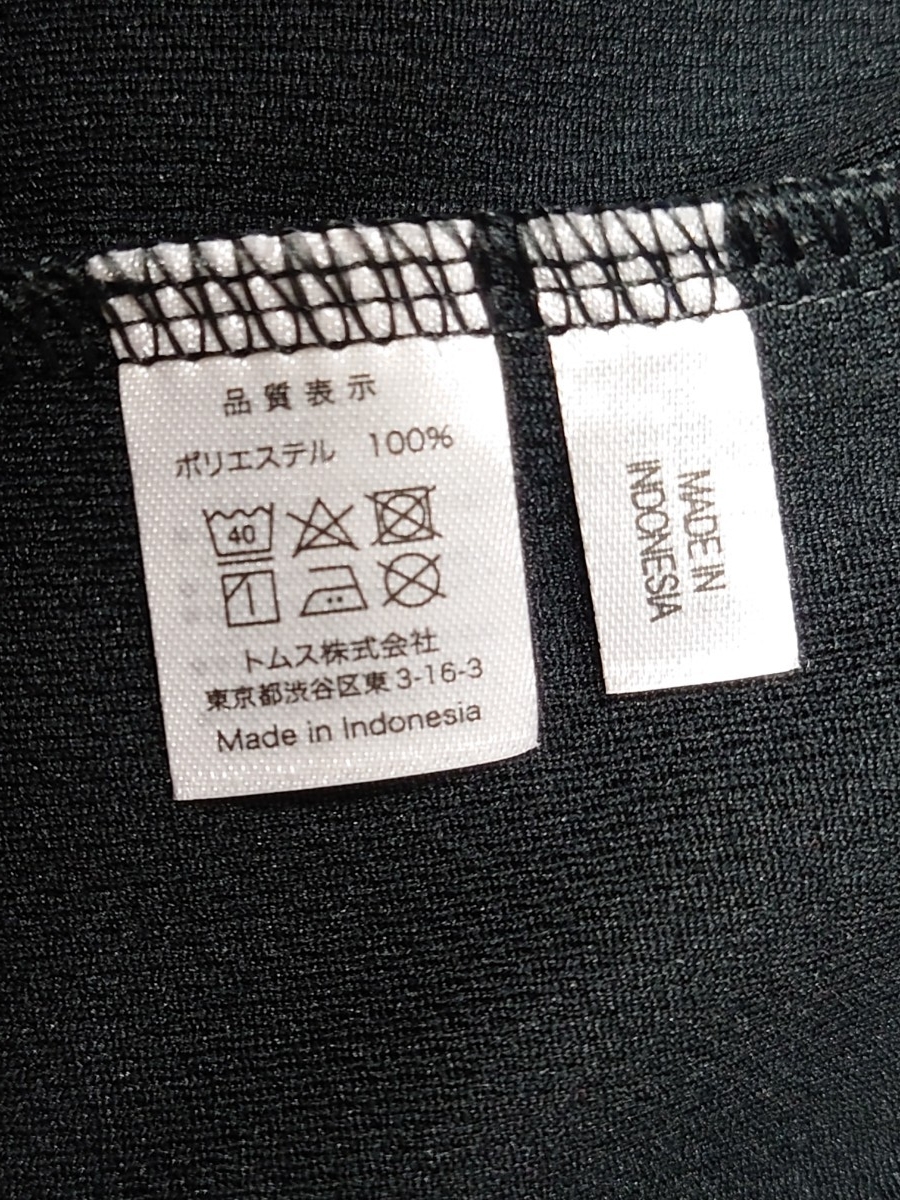 品質表示
ポリエステル 100%
40
トムス株式会社
東京都渋谷区東3-16-3
Made in Indonesia
MADE IN
INDONESIA